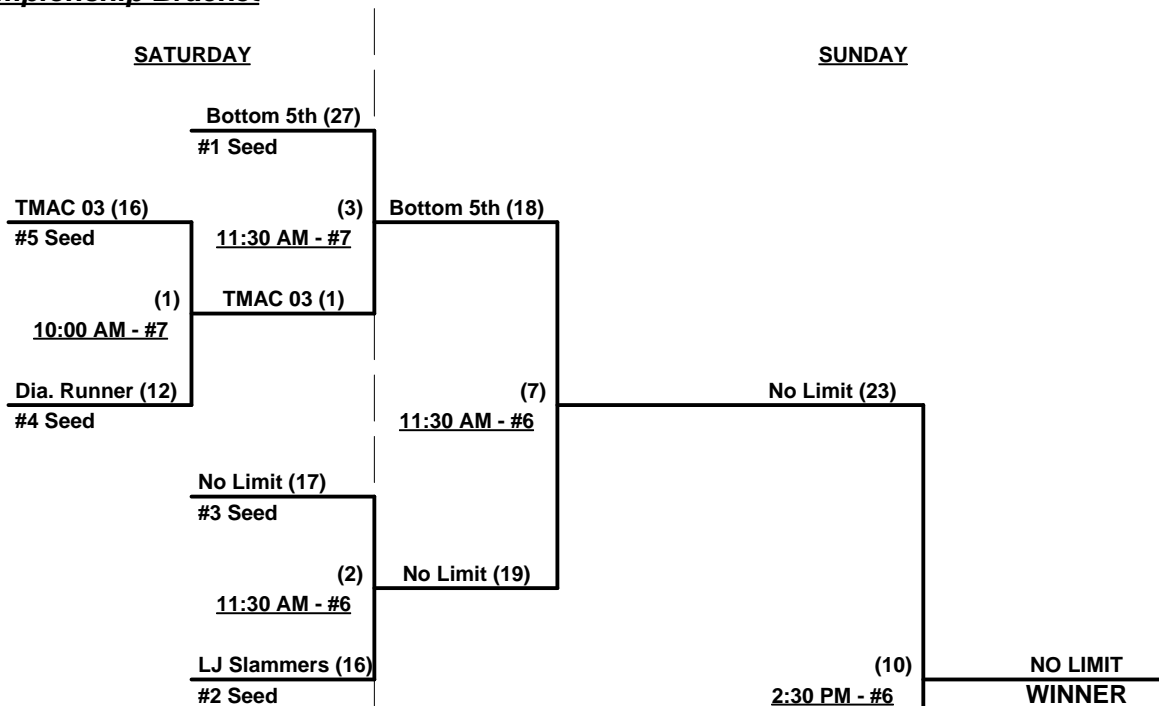 SATURDAY
SUNDAY
Bottom 5th (27)
#1 Seed
TMAC 03 (16)
#5 Seed
(3)
11:30 AM - #7
Bottom 5th (18)
(1)
10:00 AM - #7
TMAC 03 (1)
Dia. Runner (12)
#4 Seed
(7)
11:30 AM - #6
No Limit (23)
No Limit (17)
#3 Seed
(2)
11:30 AM - #6
No Limit (19)
LJ Slammers (16)
#2 Seed
(10)
2:30 PM - #6
NO LIMIT
WINNER